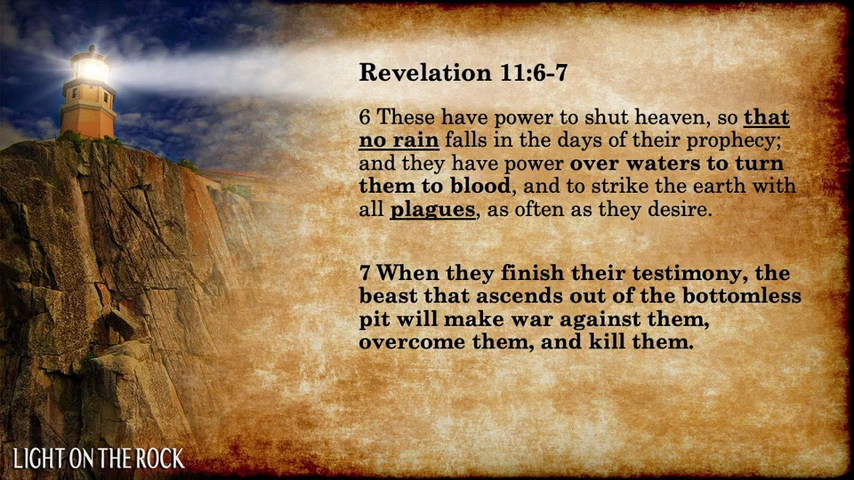 Revelation 11:6-7
6 These have power to shut heaven, so that
no rain falls in the days of their prophecy;
and they have power over waters to turn
them to blood, and to strike the earth with
all plagues, as often as they desire.
7 When they finish their testimony, the
beast that ascends out of the bottomless
pit will make war against them,
overcome them, and kill them.
LIGHT ON THE ROCK